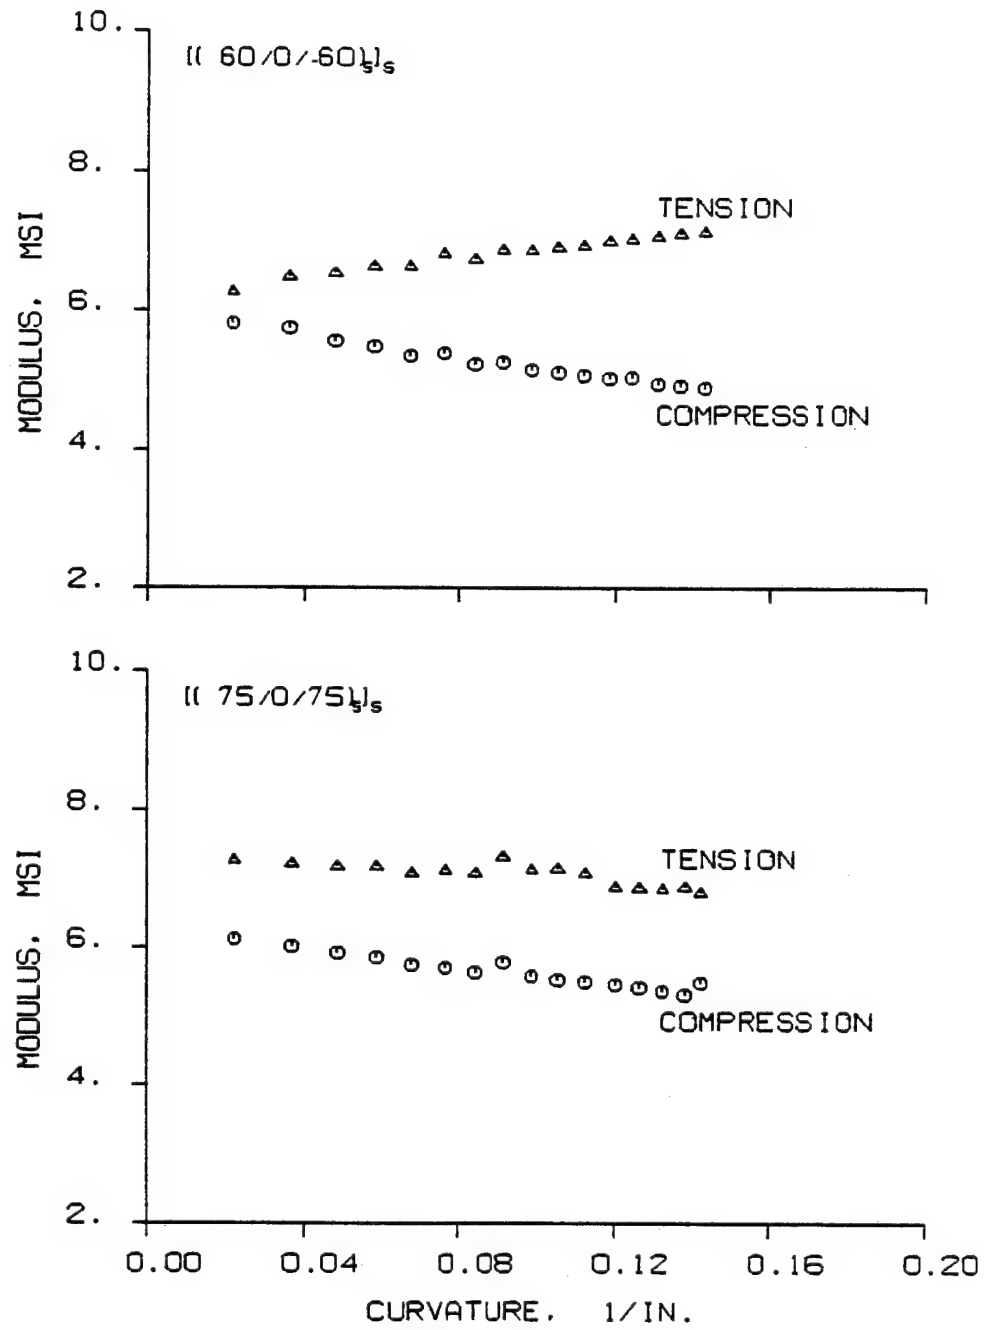 10.
[( 60/0/-60)5]s
8.
TENSION
6.
COMPRESSION
4.
2.
MODULUS, MSI
10.
[( 75/0/75)5]s
8.
TENSION
6.
COMPRESSION
4.
2.
MODULUS, MSI
0.00 0.04 0.08 0.12 0.16 0.20
CURVATURE, 1/IN.